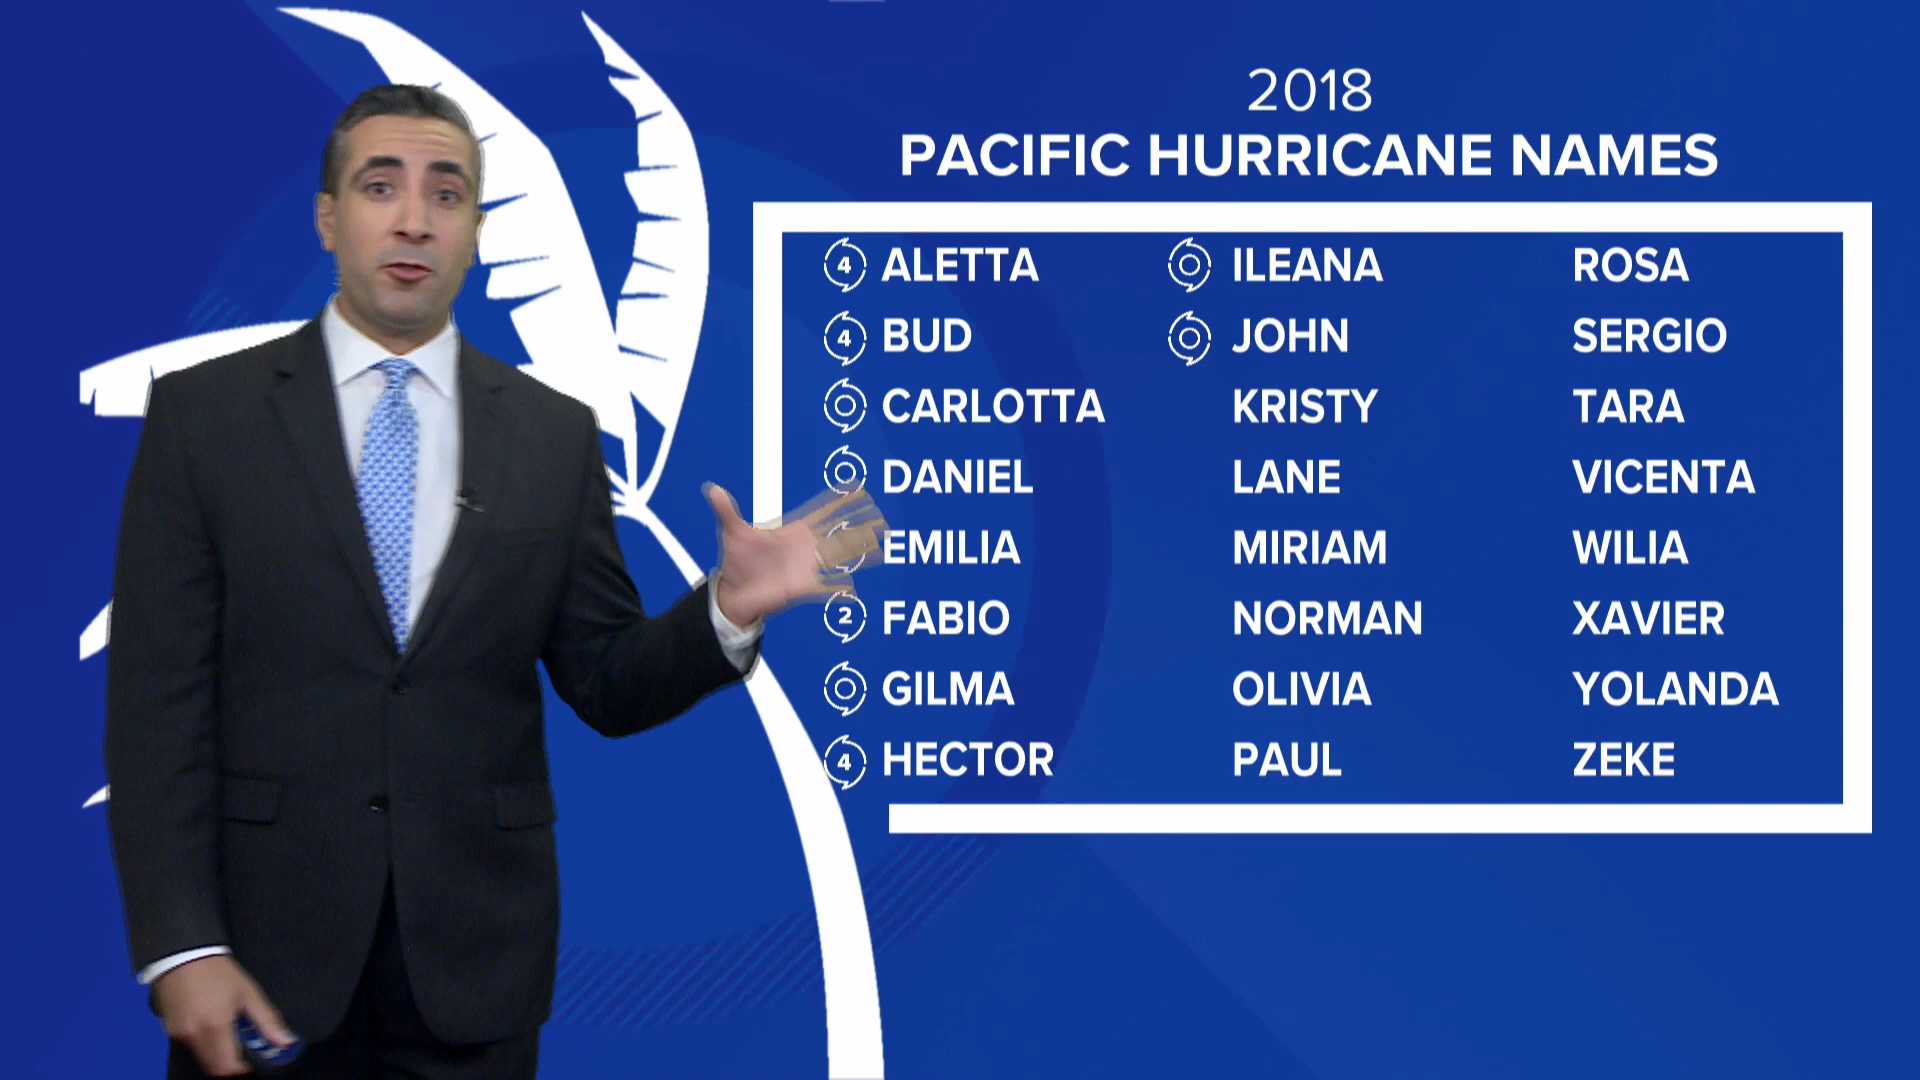 2018
PACIFIC HURRICANE NAMES
4 ALETTA
4 BUD
CARLOTTA
DANIEL
EMILIA
2 FABIO
GILMA
4 HECTOR
ILEANA
JOHN
KRISTY
LANE
MIRIAM
NORMAN
OLIVIA
PAUL
ROSA
SERGIO
TARA
VICENTA
WILIA
XAVIER
YOLANDA
ZEKE